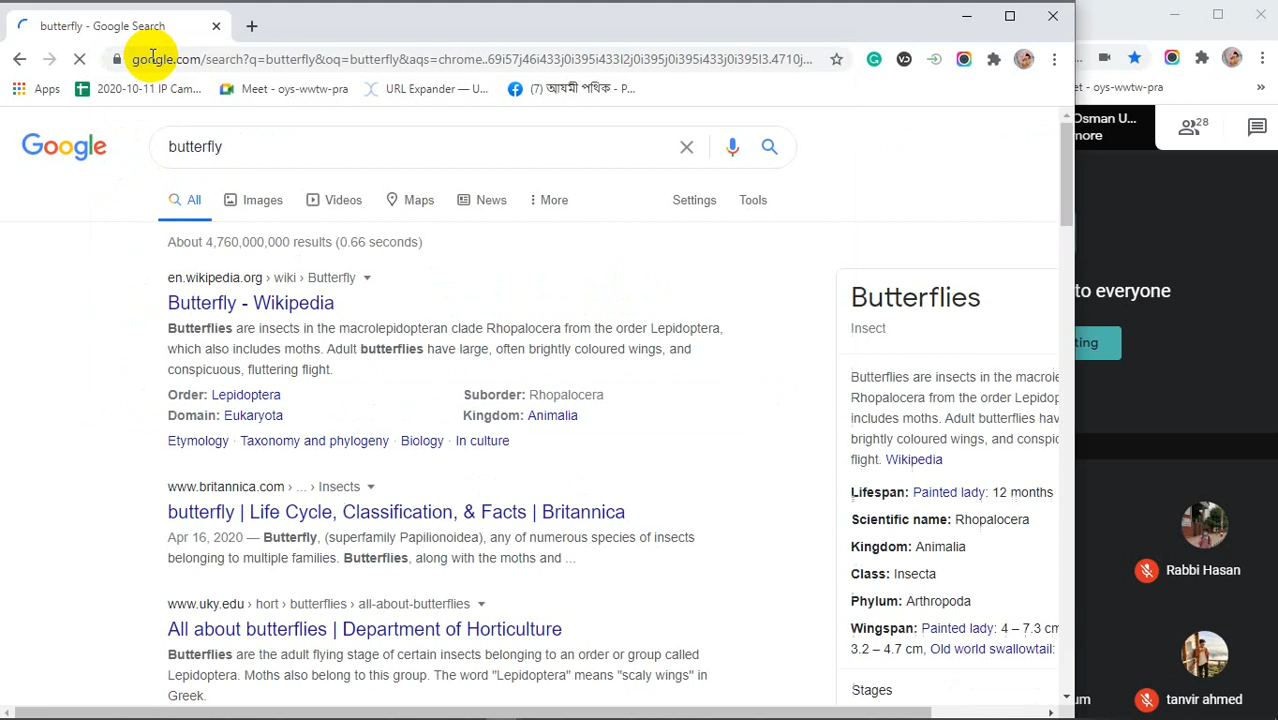 butterfly - Google Search
google.com/search?q=butterfly&oq=butterfly&aqs=chrome..69i57j46i433j0i395i433l2j0i395j0i395i433j0i395l3.4710j0...
Apps
2020-10-11 IP Cam...
Meet - oys-wwtw-pra
URL Expander — U...
(7) আযমী পথিক - P...
et - oys-wwtw-pra
»
Google
butterfly
All
Images
Videos
Maps
News
More
Settings
Tools
About 4,760,000,000 results (0.66 seconds)
en.wikipedia.org › wiki › Butterfly
Butterfly - Wikipedia
Butterflies are insects in the macrolepidopteran clade Rhopalocera from the order Lepidoptera,
which also includes moths. Adult butterflies have large, often brightly coloured wings, and
conspicuous, fluttering flight.
Order: Lepidoptera
Suborder: Rhopalocera
Domain: Eukaryota
Kingdom: Animalia
Etymology · Taxonomy and phylogeny · Biology · In culture
www.britannica.com › ... › Insects
butterfly | Life Cycle, Classification, & Facts | Britannica
Apr 16, 2020 — Butterfly, (superfamily Papilionoidea), any of numerous species of insects
belonging to multiple families. Butterflies, along with the moths and ...
www.uky.edu › hort › butterflies › all-about-butterflies
All about butterflies | Department of Horticulture
Butterflies are the adult flying stage of certain insects belonging to an order or group called
Lepidoptera. Moths also belong to this group. The word "Lepidoptera" means "scaly wings" in
Greek.
Butterflies
Insect
Butterflies are insects in the macrole
Rhopalocera from the order Lepidopt
includes moths. Adult butterflies have
brightly coloured wings, and conspic
flight. Wikipedia
Lifespan: Painted lady: 12 months
Scientific name: Rhopalocera
Kingdom: Animalia
Class: Insecta
Phylum: Arthropoda
Wingspan: Painted lady: 4 – 7.3 cm
3.2 – 4.7 cm, Old world swallowtail:
Stages
Osman U...
more
28
to everyone
ting
Rabbi Hasan
um
tanvir ahmed